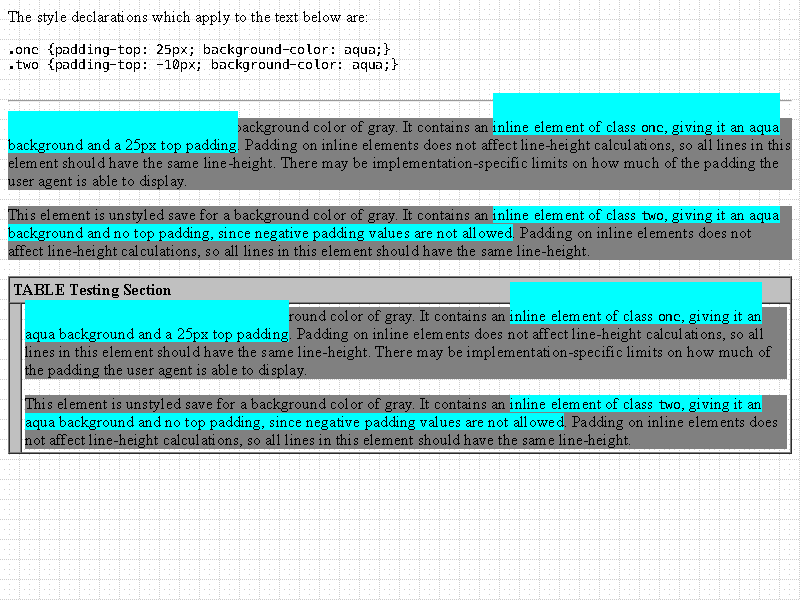 The style declarations which apply to the text below are:
.one {padding-top: 25px; background-color: aqua;}
.two {padding-top: -10px; background-color: aqua;}
background color of gray. It contains an inline element of class one, giving it an aqua
background and a 25px top padding. Padding on inline elements does not affect line-height calculations, so all lines in this
element should have the same line-height. There may be implementation-specific limits on how much of the padding the
user agent is able to display.
This element is unstyled save for a background color of gray. It contains an inline element of class two, giving it an aqua
background and no top padding, since negative padding values are not allowed. Padding on inline elements does not
affect line-height calculations, so all lines in this element should have the same line-height.
TABLE Testing Section
round color of gray. It contains an inline element of class one, giving it an
aqua background and a 25px top padding. Padding on inline elements does not affect line-height calculations, so all
lines in this element should have the same line-height. There may be implementation-specific limits on how much of
the padding the user agent is able to display.
This element is unstyled save for a background color of gray. It contains an inline element of class two, giving it an
aqua background and no top padding, since negative padding values are not allowed. Padding on inline elements does
not affect line-height calculations, so all lines in this element should have the same line-height.